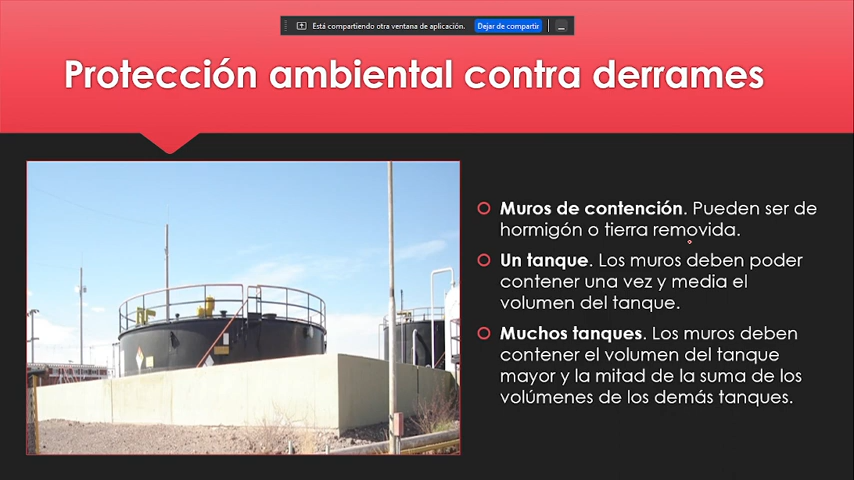 Está compartiendo otra ventana de aplicación. Dejar de compartir
Protección ambiental contra derrames
Muros de contención. Pueden ser de
hormigón o tierra removida.
Un tanque. Los muros deben poder
contener una vez y media el
volumen del tanque.
Muchos tanques. Los muros deben
contener el volumen del tanque
mayor y la mitad de la suma de los
volúmenes de los demás tanques.